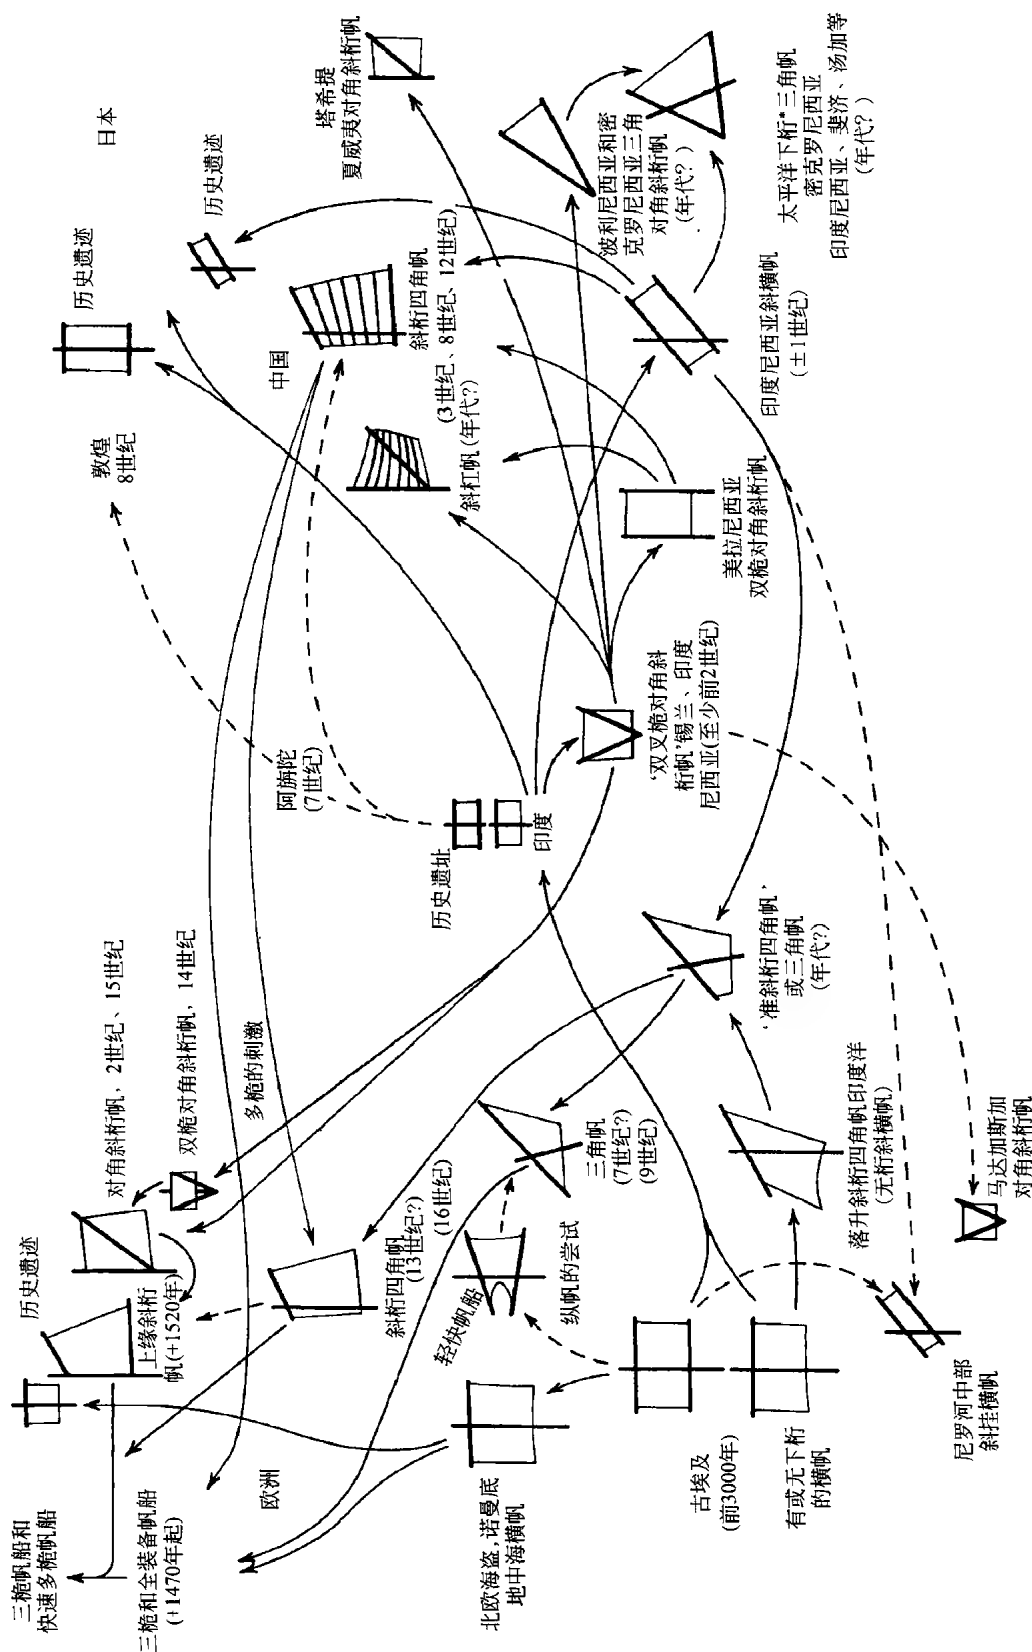 三桅帆船和
快速多桅帆船
三桅和全装备帆船
(+1470年起)
欧洲
北欧海盗,诺曼底
地中海横帆
古埃及
(前3000年)
有或无下桁
的横帆
尼罗河中部
斜挂横帆
历史遗迹
上缘斜桁
帆(+1520年)
对角斜桁帆，2世纪、15世纪
双桅对角斜桁帆，14世纪
多桅的刺激
斜桁四角帆
(13世纪?)
(16世纪)
轻快帆船
纵帆的尝试
三角帆
(7世纪?)
(9世纪)
落升斜桁四角帆印度洋
(无桁斜横帆)
马达加斯加
对角斜桁帆
‘准斜桁四角帆’
或三角帆
(年代?)
历史遗址
印度
阿旃陀
(7世纪)
‘双叉桅对角斜
桁帆’锡兰、印度
尼西亚(至少前2世纪)
敦煌
8世纪
历史遗迹
日本
历史遗迹
中国
斜桁四角帆
(3世纪、8世纪、12世纪)
斜杠帆(年代?)
美拉尼西亚
双桅对角斜桁帆
印度尼西亚斜横帆
(±1世纪)
塔希提
夏威夷对角斜桁帆
波利尼西亚和密
克罗尼西亚三角
对角斜桁帆
(年代?)
太平洋下桁*三角帆
密克罗尼西亚
印度尼西亚、斐济、汤加等
(年代?)